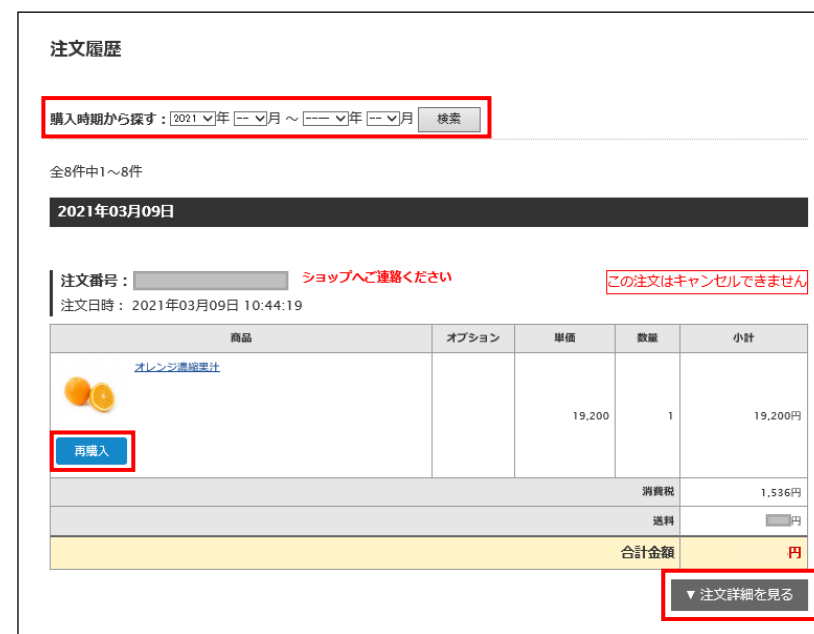 注文履歴
購入時期から探す：2021年 --月 ～ ----年 --月 検索
全8件中1～8件
2021年03月09日
注文番号： ショップへご連絡ください この注文はキャンセルできません
注文日時： 2021年03月09日 10:44:19
商品 オプション 単価 数量 小計
オレンジ濃縮果汁
19,200 1 19,200円
再購入
消費税 1,536円
送料 円
合計金額 円
▼注文詳細を見る